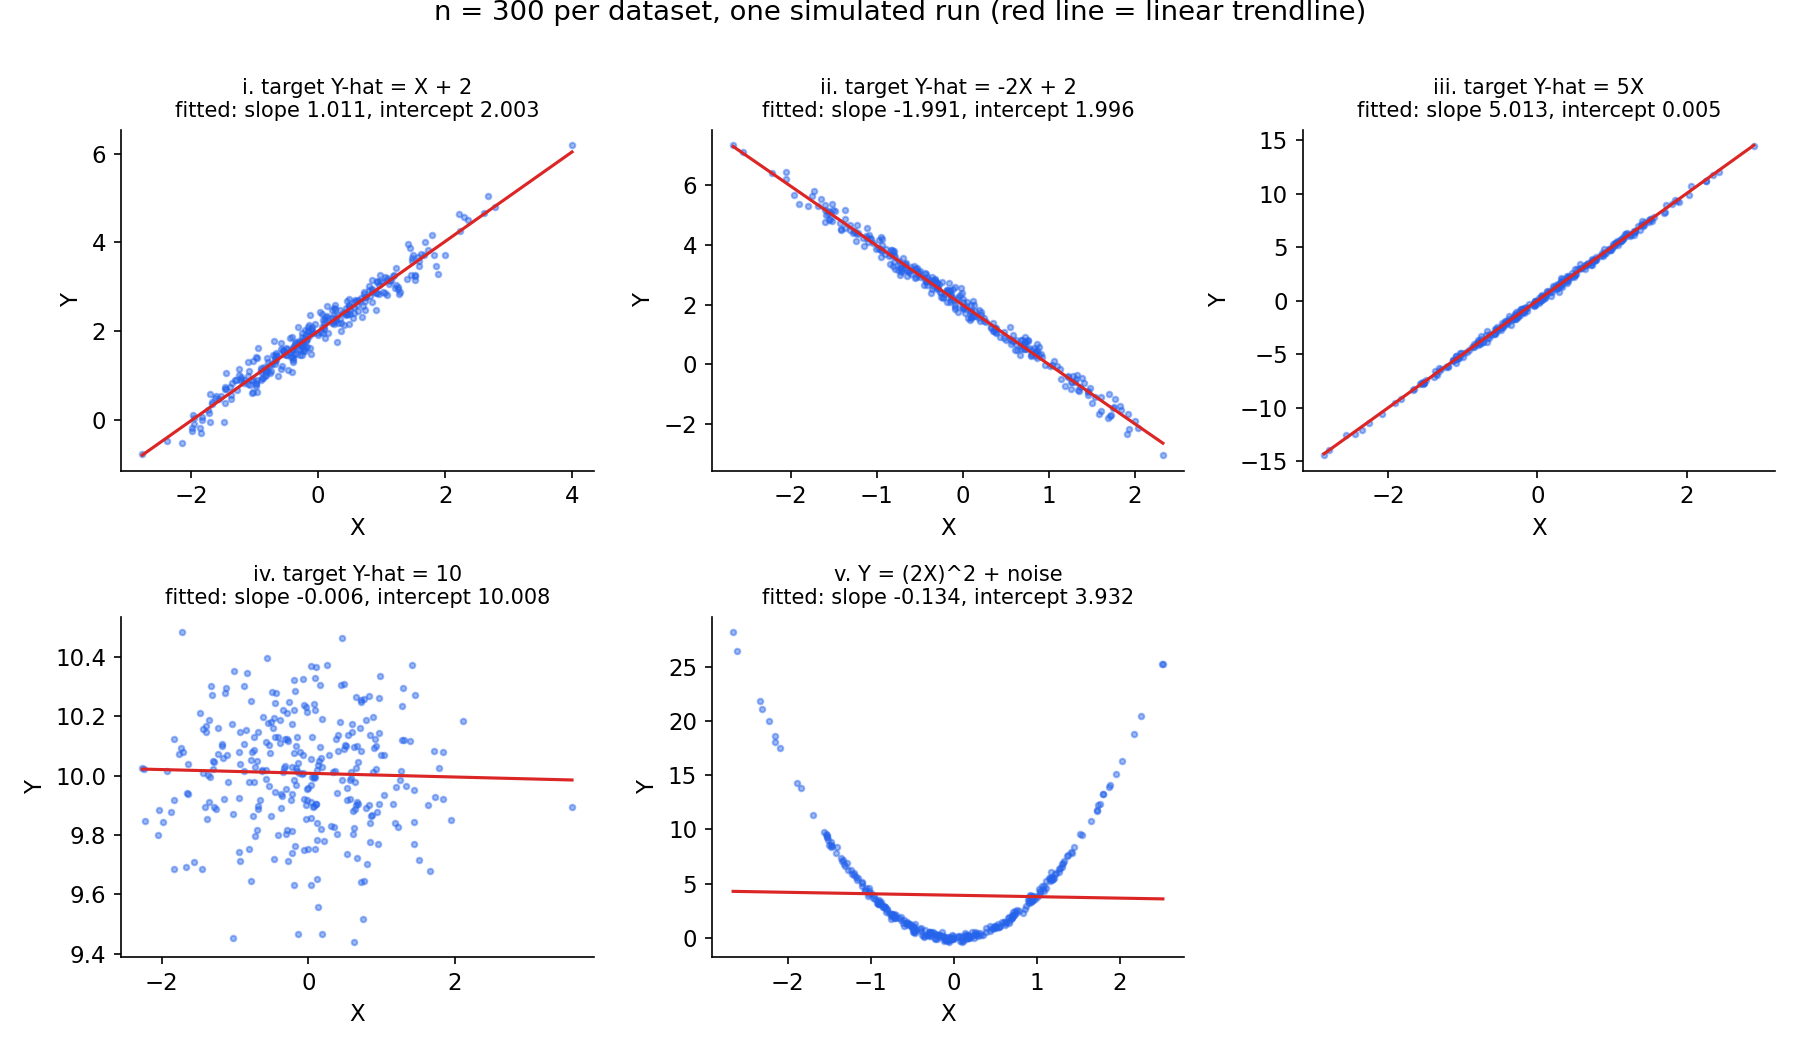 n = 300 per dataset, one simulated run (red line = linear trendline)
i. target Y-hat = X + 2
fitted: slope 1.011, intercept 2.003
6
4
2
0
Y
−2
0
2
4
X
ii. target Y-hat = -2X + 2
fitted: slope -1.991, intercept 1.996
6
4
2
0
−2
Y
−2
−1
0
1
2
X
iii. target Y-hat = 5X
fitted: slope 5.013, intercept 0.005
15
10
5
0
−5
−10
−15
Y
−2
0
2
X
iv. target Y-hat = 10
fitted: slope -0.006, intercept 10.008
10.4
10.2
10.0
9.8
9.6
9.4
Y
−2
0
2
X
v. Y = (2X)^2 + noise
fitted: slope -0.134, intercept 3.932
25
20
15
10
5
0
Y
−2
−1
0
1
2
X